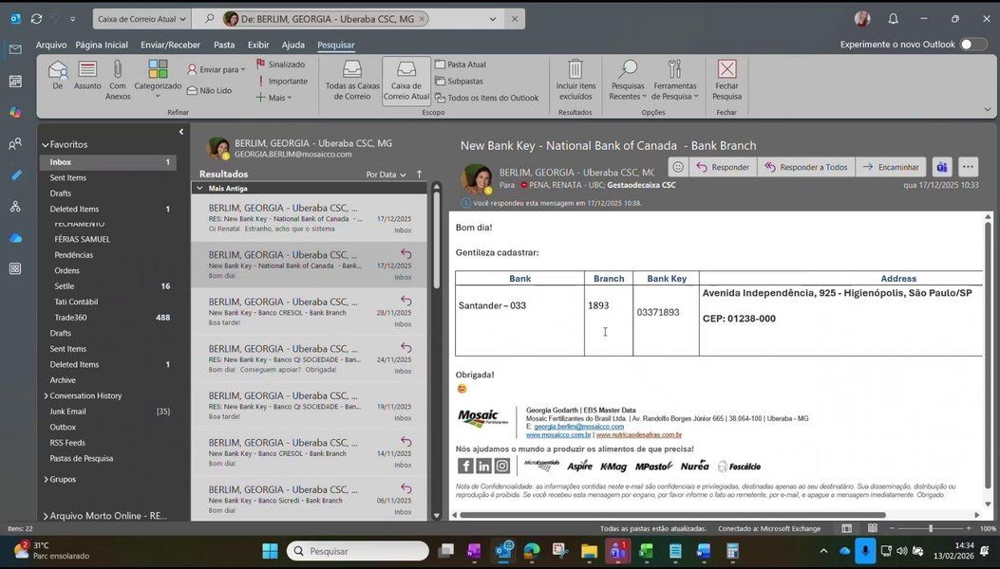 Caixa de Correio Atual
De: BERLIM, GEORGIA - Uberaba CSC, MG
Arquivo Página Inicial Enviar/Receber Pasta Exibir Ajuda Pesquisar
Experimente o novo Outlook
De
Assunto
Com Anexos
Categorizado
Enviar para
Não Lido
Sinalizado
Importante
Mais
Refinar
Todas as Caixas de Correio
Caixa de Correio Atual
Pasta Atual
Subpastas
Todos os Itens do Outlook
Escopo
Incluir itens excluídos
Resultados
Pesquisas Recentes
Ferramentas de Pesquisa
Opções
Fechar Pesquisa
Fechar
Favoritos
Inbox 1
Sent Items
Drafts
Deleted Items 1
FECHAMENTO
FÉRIAS SAMUEL
Pendências
Ordens
Setlle 16
Tati Contábil
Trade360 488
Drafts
Sent Items
Deleted Items 1
Archive
Conversation History
Junk Email [35]
Outbox
RSS Feeds
Pastas de Pesquisa
Grupos
Arquivo Morto Online - RE...
BERLIM, GEORGIA - Uberaba CSC, MG
GEORGIA.BERLIM@mosaicco.com
Resultados Por Data ↑
Mais Antiga
BERLIM, GEORGIA - Uberaba CSC, ...
RES: New Bank Key - National Bank of Canada - ... 17/12/2025
Oi Renata! Estranho, acho que o sistema Inbox
BERLIM, GEORGIA - Uberaba CSC, ...
New Bank Key - National Bank of Canada - Bank... 17/12/2025
Bom dia! Inbox
BERLIM, GEORGIA - Uberaba CSC, ...
New Bank Key - Banco CRESOL - Bank Branch 28/11/2025
Boa tarde! Inbox
BERLIM, GEORGIA - Uberaba CSC, ...
RES: New Bank Key - Banco QI SOCIEDADE - Ban... 24/11/2025
Bom dia! Conseguem apoiar? Obrigada! Inbox
BERLIM, GEORGIA - Uberaba CSC, ...
New Bank Key - Banco QI SOCIEDADE - Bank Bra... 19/11/2025
Boa tarde! Inbox
BERLIM, GEORGIA - Uberaba CSC, ...
RES: New Bank Key - Banco CRESOL - Bank Branch 14/11/2025
Bom dia! Inbox
BERLIM, GEORGIA - Uberaba CSC, ...
New Bank Key - Banco Sicredi - Bank Branch 06/11/2025
Bom dia! Inbox
New Bank Key - National Bank of Canada - Bank Branch
BERLIM, GEORGIA - Uberaba CSC, MG
Responder
Responder a Todos
Encaminhar
Para PENA, RENATA - UBC; Gestaodecaixa CSC
qua 17/12/2025 10:33
Você respondeu esta mensagem em 17/12/2025 10:38.
Bom dia!
Gentileza cadastrar:
Bank Branch Bank Key Address
Santander – 033 1893 03371893 Avenida Independência, 925 - Higienópolis, São Paulo/SP
CEP: 01238-000
Obrigada!
Mosaic
Fertilizantes
Georgia Godarth | EBS Master Data
Mosaic Fertilizantes do Brasil Ltda. | Av. Randolfo Borges Júnior 665 | 38.064-100 | Uberaba - MG
E: georgia.berlim@mosaicco.com
www.mosaicco.com.br | www.nutricaodesafras.com.br
Nós ajudamos o mundo a produzir os alimentos de que precisa!
MicroEssentials Aspire K-Mag MPasto Nureá Foscálcio
Nota de Confidencialidade: as informações contidas neste e-mail são confidenciais e privilegiadas, destinadas apenas ao seu destinatário. Sua disseminação, distribuição ou
reprodução é proibida. Se você recebeu esta mensagem por engano, por favor informe o fato ao remetente, por e-mail, e apague a mensagem imediatamente. Obrigado.
Itens: 22
Todas as pastas estão atualizadas. Conectado a: Microsoft Exchange 100%
31°C
Parc ensolarado
Pesquisar
14:34
13/02/2026